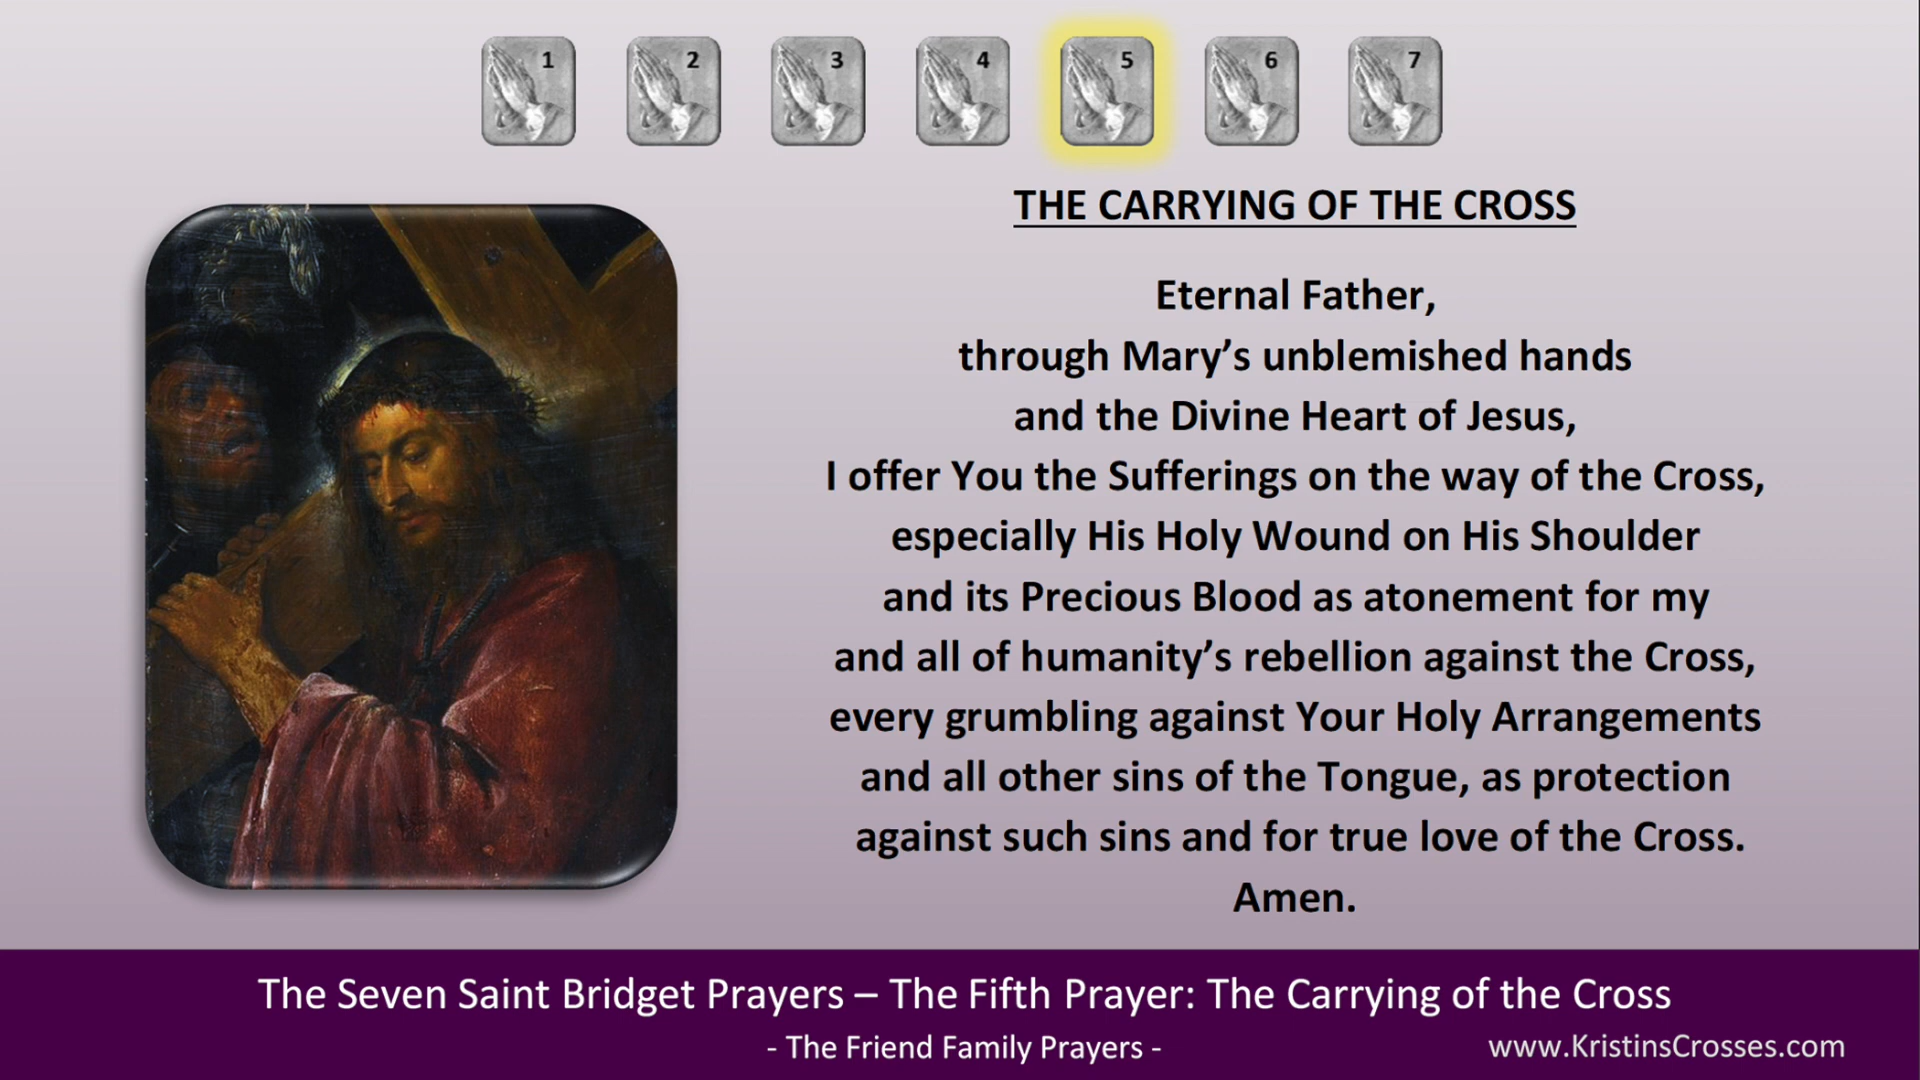 1 2 3 4 5 6 7
THE CARRYING OF THE CROSS
Eternal Father,
through Mary’s unblemished hands
and the Divine Heart of Jesus,
I offer You the Sufferings on the way of the Cross,
especially His Holy Wound on His Shoulder
and its Precious Blood as atonement for my
and all of humanity’s rebellion against the Cross,
every grumbling against Your Holy Arrangements
and all other sins of the Tongue, as protection
against such sins and for true love of the Cross.
Amen.
The Seven Saint Bridget Prayers – The Fifth Prayer: The Carrying of the Cross
- The Friend Family Prayers -
www.KristinsCrosses.com